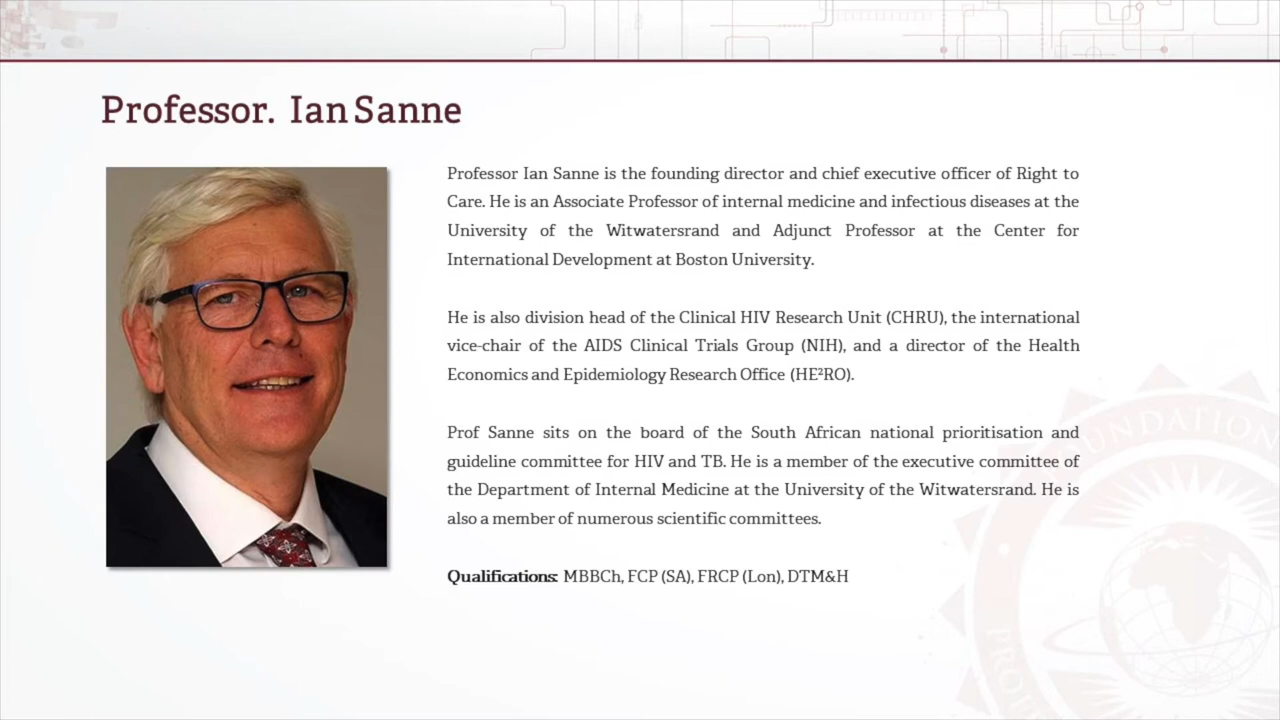 Professor. Ian Sanne
Professor Ian Sanne is the founding director and chief executive officer of Right to
Care. He is an Associate Professor of internal medicine and infectious diseases at the
University of the Witwatersrand and Adjunct Professor at the Center for
International Development at Boston University.
He is also division head of the Clinical HIV Research Unit (CHRU), the international
vice-chair of the AIDS Clinical Trials Group (NIH), and a director of the Health
Economics and Epidemiology Research Office (HE²RO).
Prof Sanne sits on the board of the South African national prioritisation and
guideline committee for HIV and TB. He is a member of the executive committee of
the Department of Internal Medicine at the University of the Witwatersrand. He is
also a member of numerous scientific committees.
Qualifications: MBBCh, FCP (SA), FRCP (Lon), DTM&H